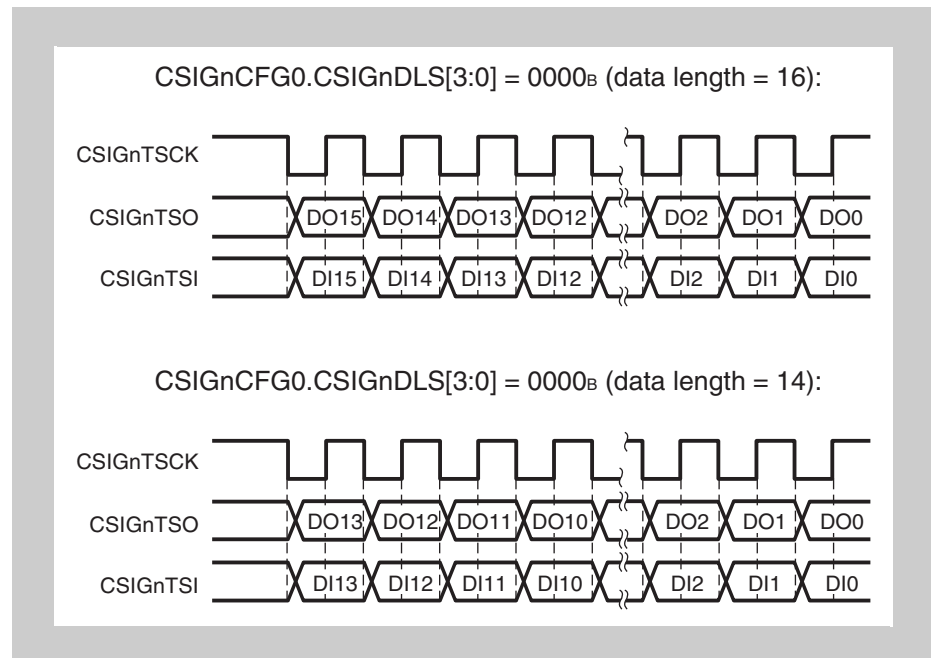 CSIGnCFG0.CSIGnDLS[3:0] = 0000B (data length = 16):
CSIGnTSCK
CSIGnTSO DO15 DO14 DO13 DO12 DO2 DO1 DO0
CSIGnTSI DI15 DI14 DI13 DI12 DI2 DI1 DI0
CSIGnCFG0.CSIGnDLS[3:0] = 0000B (data length = 14):
CSIGnTSCK
CSIGnTSO DO13 DO12 DO11 DO10 DO2 DO1 DO0
CSIGnTSI DI13 DI12 DI11 DI10 DI2 DI1 DI0